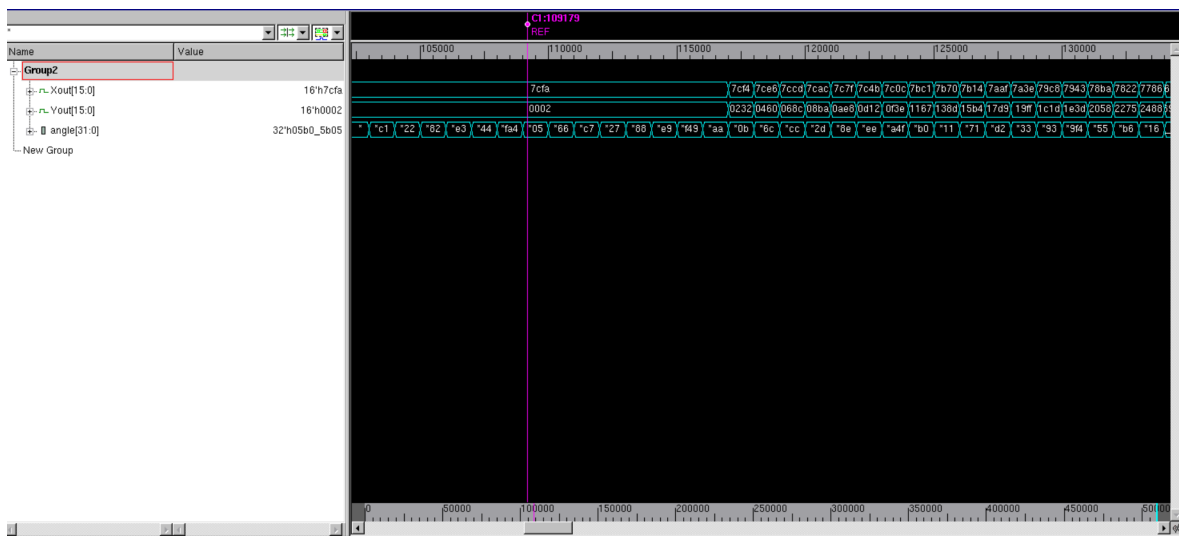 C1:109179
REF
*
Name Value
105000 110000 115000 120000 125000 130000
Group2
Xout[15:0] 16'h7cfa 7cfa 7cf4 7ce6 7ccd 7cac 7c7f 7c4b 7c0c 7bc1 7b70 7b14 7aaf 7a3e 79c8 7943 78ba 7822 7786 6
Yout[15:0] 16'h0002 0002 0232 0460 068c 08ba 0ae8 0d12 0f3e 1167 138d 15b4 17d9 19ff 1c1d 1e3d 2058 2275 2488
angle[31:0] 32'h05b0_5b05 * *c1 *22 *82 *e3 *44 *fa4 *05 *66 *c7 *27 *88 *e9 *f49 *aa *0b *6c *cc *2d *8e *ee *a4f *b0 *11 *71 *d2 *33 *93 *9f4 *55 *b6 *16
New Group
0 50000 100000 150000 200000 250000 300000 350000 400000 450000 50000